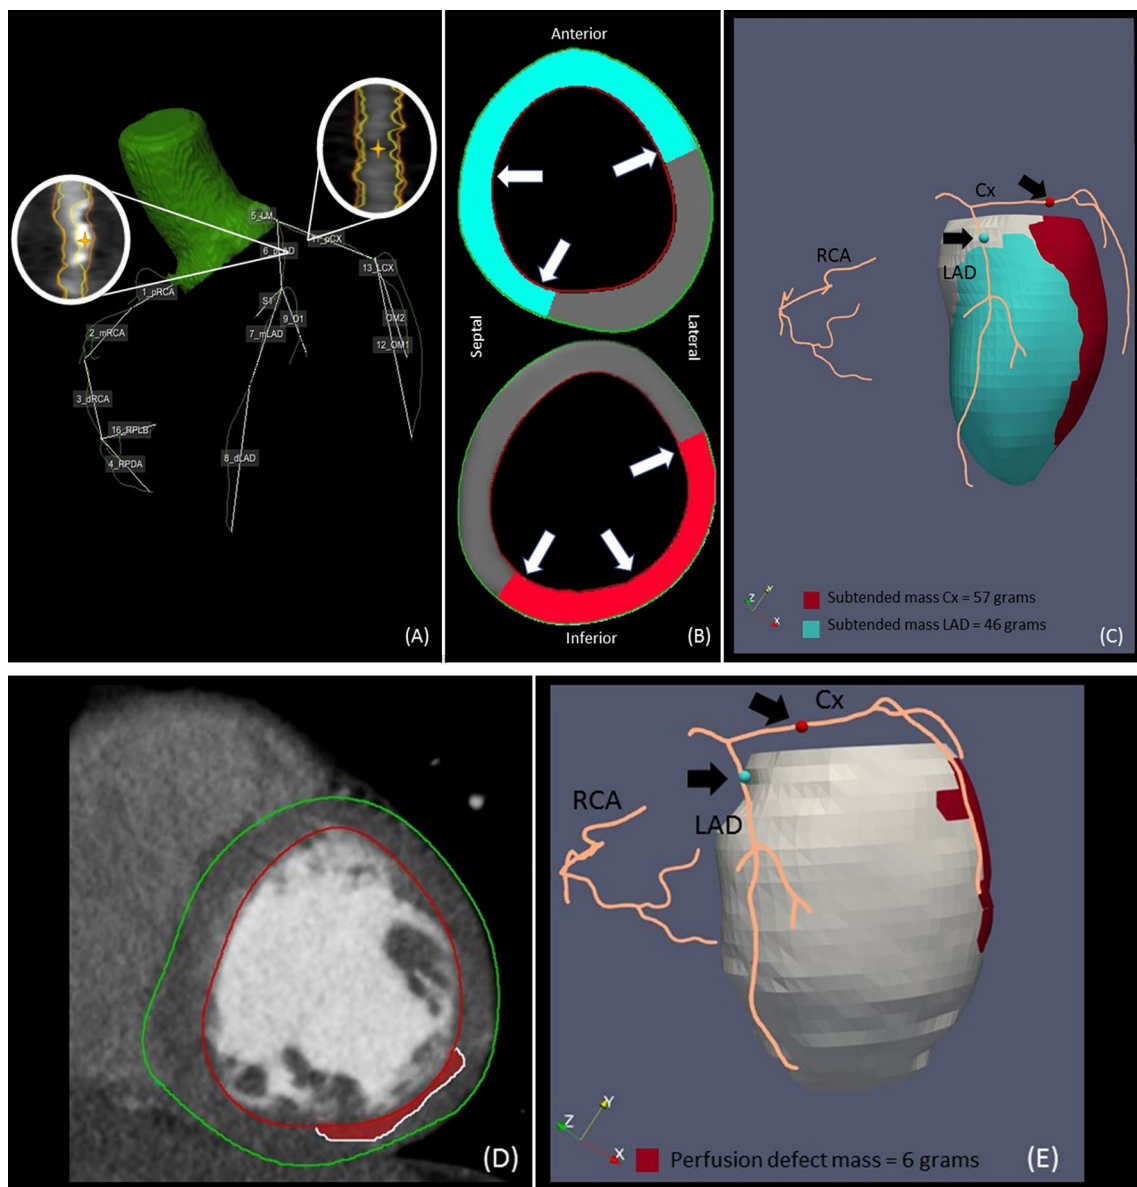 5_LM
11_pCX
6_pLAD
13_LCX
1_pRCA
S1
9_D1
OM2
2_mRCA
7_mLAD
12_OM1
3_dRCA
16_RPLB
4_RPDA
8_dLAD
(A)
Anterior
Septal
Lateral
Inferior
(B)
Cx
RCA
LAD
Z
Y
X
Subtended mass Cx = 57 grams
Subtended mass LAD = 46 grams
(C)
(D)
Cx
RCA
LAD
Y
Z
X
Perfusion defect mass = 6 grams
(E)